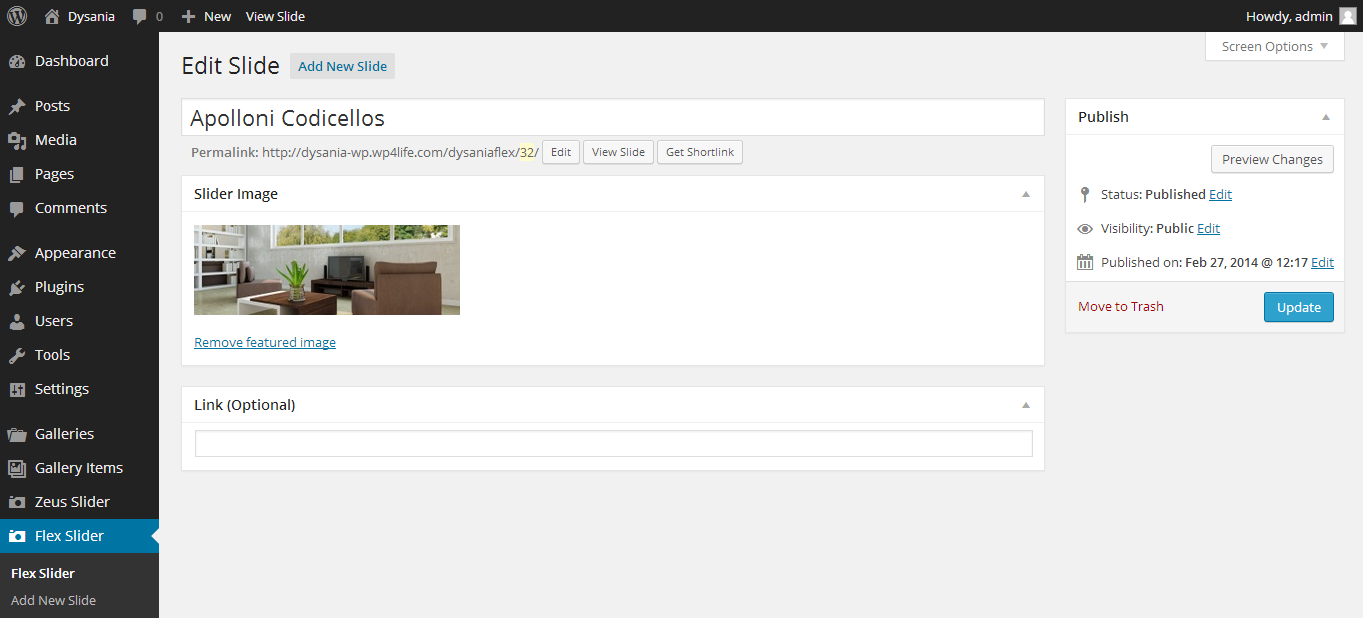 Dysania 0 New View Slide Howdy, admin
Screen Options
Dashboard
Posts
Media
Pages
Comments
Appearance
Plugins
Users
Tools
Settings
Galleries
Gallery Items
Zeus Slider
Flex Slider
Flex Slider
Add New Slide
Edit Slide Add New Slide
Apolloni Codicellos
Permalink: http://dysania-wp.wp4life.com/dysaniaflex/32/ Edit View Slide Get Shortlink
Slider Image
Remove featured image
Link (Optional)
Publish
Preview Changes
Status: Published Edit
Visibility: Public Edit
Published on: Feb 27, 2014 @ 12:17 Edit
Move to Trash Update